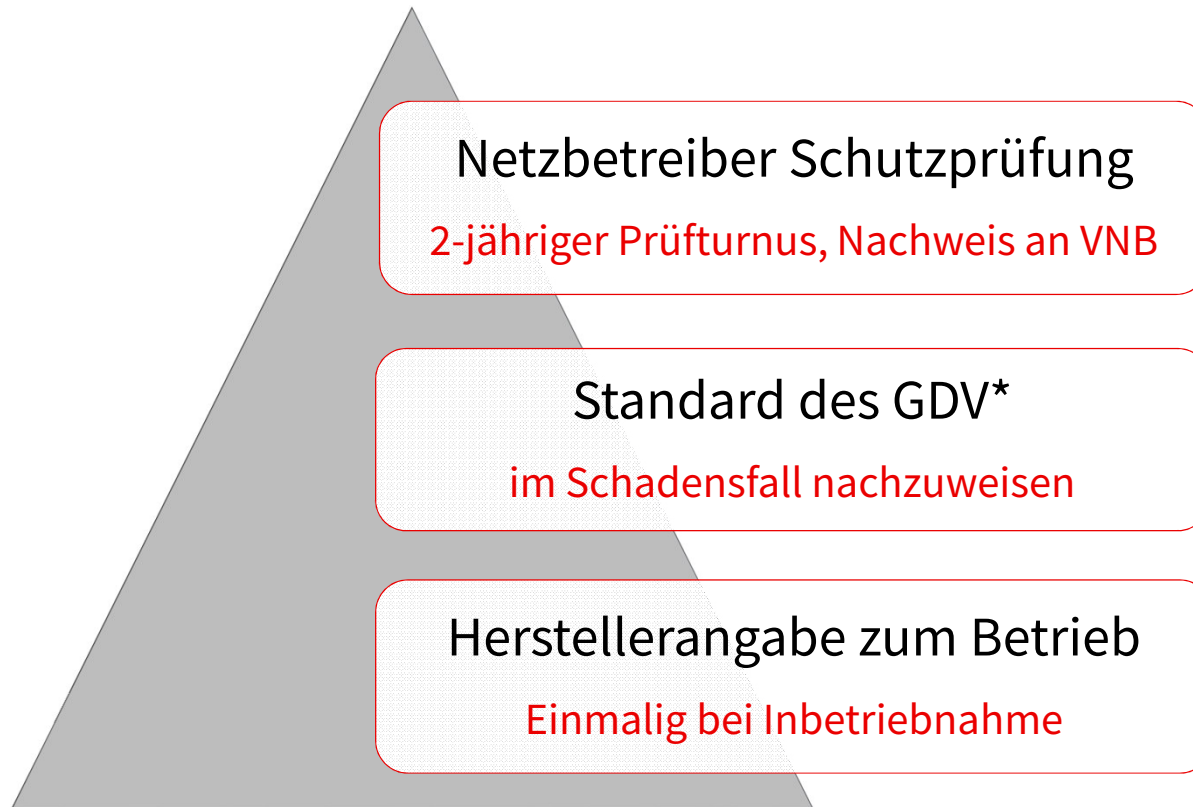 Netzbetreiber Schutzprüfung
2-jähriger Prüfturnus, Nachweis an VNB
Standard des GDV*
im Schadensfall nachzuweisen
Herstellerangabe zum Betrieb
Einmalig bei Inbetriebnahme